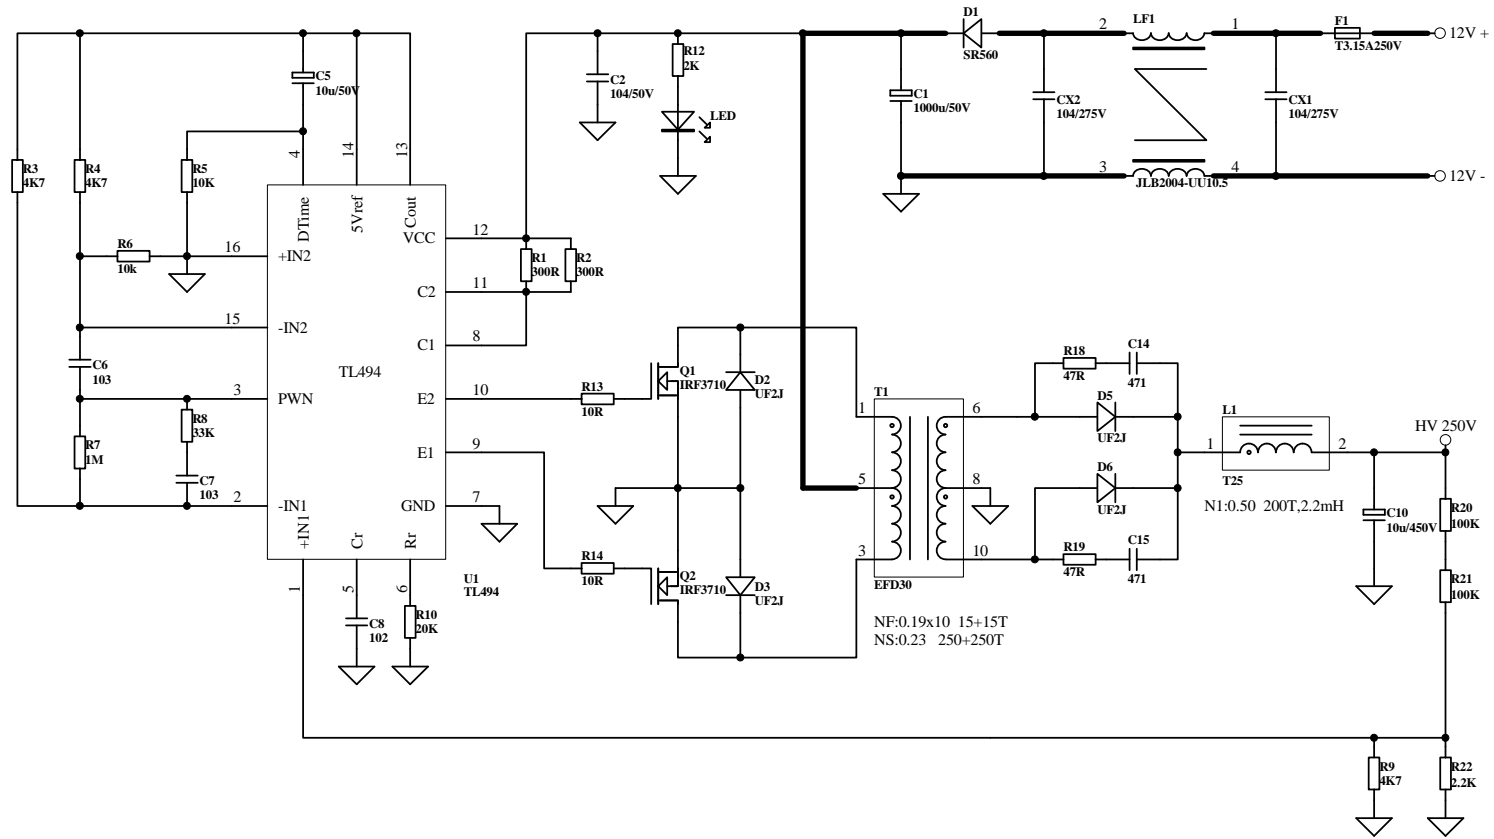 D1
SR560
2
LF1
1
F1
T3.15A250V
12V +
R12
2K
C5
10u/50V
C2
104/50V
LED
C1
1000u/50V
CX2
104/275V
CX1
104/275V
3
4
JLB2004-UU10.5
12V -
R3
4K7
R4
4K7
R5
10K
4
14
13
DTime
5Vref
Cout
R6
10k
16
+IN2
VCC
12
R1
300R
R2
300R
C2
11
15
-IN2
C1
8
C6
103
TL494
3
PWN
E2
10
R13
10R
Q1
IRF3710
D2
UF2J
R8
33K
R7
1M
E1
9
C7
103
2
-IN1
GND
7
+IN1
Cr
Rr
1
5
6
U1
TL494
C8
102
R10
20K
R14
10R
Q2
IRF3710
D3
UF2J
T1
1
5
3
6
8
10
EFD30
NF:0.19x10 15+15T
NS:0.23 250+250T
R18
47R
C14
471
D5
UF2J
D6
UF2J
R19
47R
C15
471
L1
1
2
T25
N1:0.50 200T,2.2mH
HV 250V
C10
10u/450V
R20
100K
R21
100K
R9
4K7
R22
2.2K